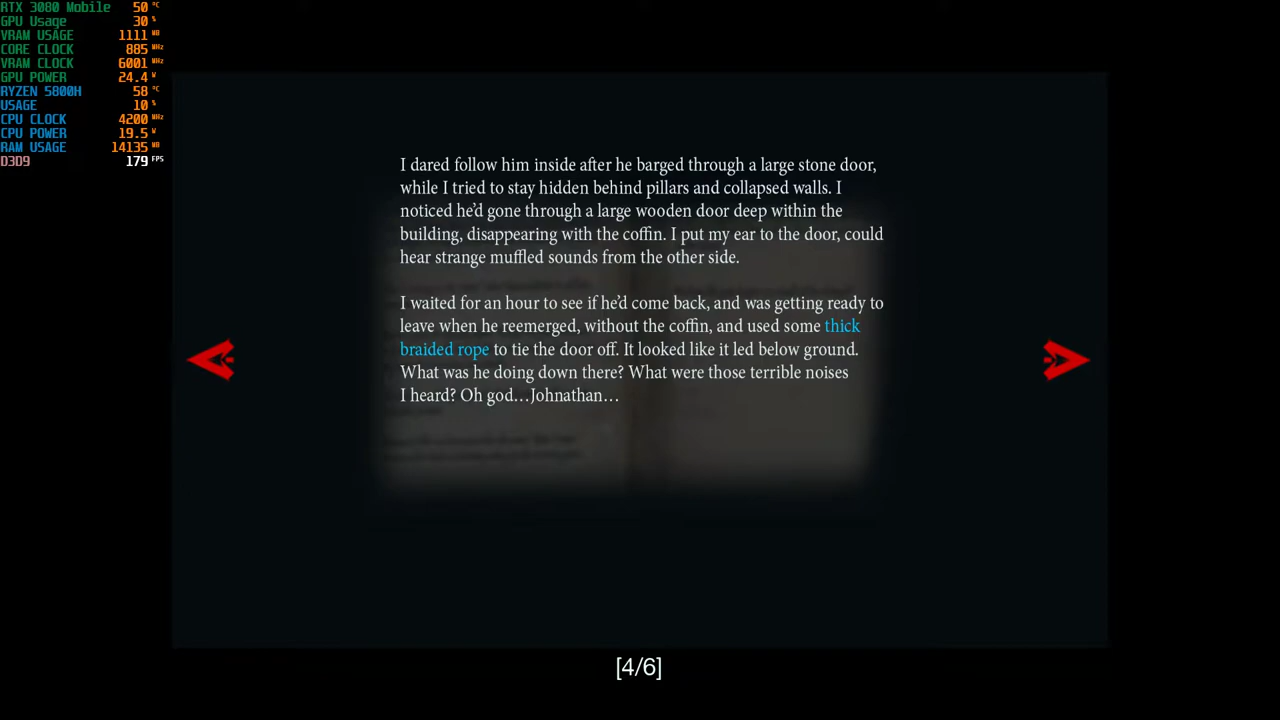 RTX 3080 Mobile 50 °C
GPU Usage 30 %
VRAM USAGE 1111 MB
CORE CLOCK 885 MHz
VRAM CLOCK 6001 MHz
GPU POWER 24.4 W
RYZEN 5800H 58 °C
USAGE 10 %
CPU CLOCK 4200 MHz
CPU POWER 19.5 W
RAM USAGE 14135 MB
D3D9 179 FPS
I dared follow him inside after he barged through a large stone door,
while I tried to stay hidden behind pillars and collapsed walls. I
noticed he’d gone through a large wooden door deep within the
building, disappearing with the coffin. I put my ear to the door, could
hear strange muffled sounds from the other side.
I waited for an hour to see if he’d come back, and was getting ready to
leave when he reemerged, without the coffin, and used some thick
braided rope to tie the door off. It looked like it led below ground.
What was he doing down there? What were those terrible noises
I heard? Oh god…Johnathan…
[4/6]